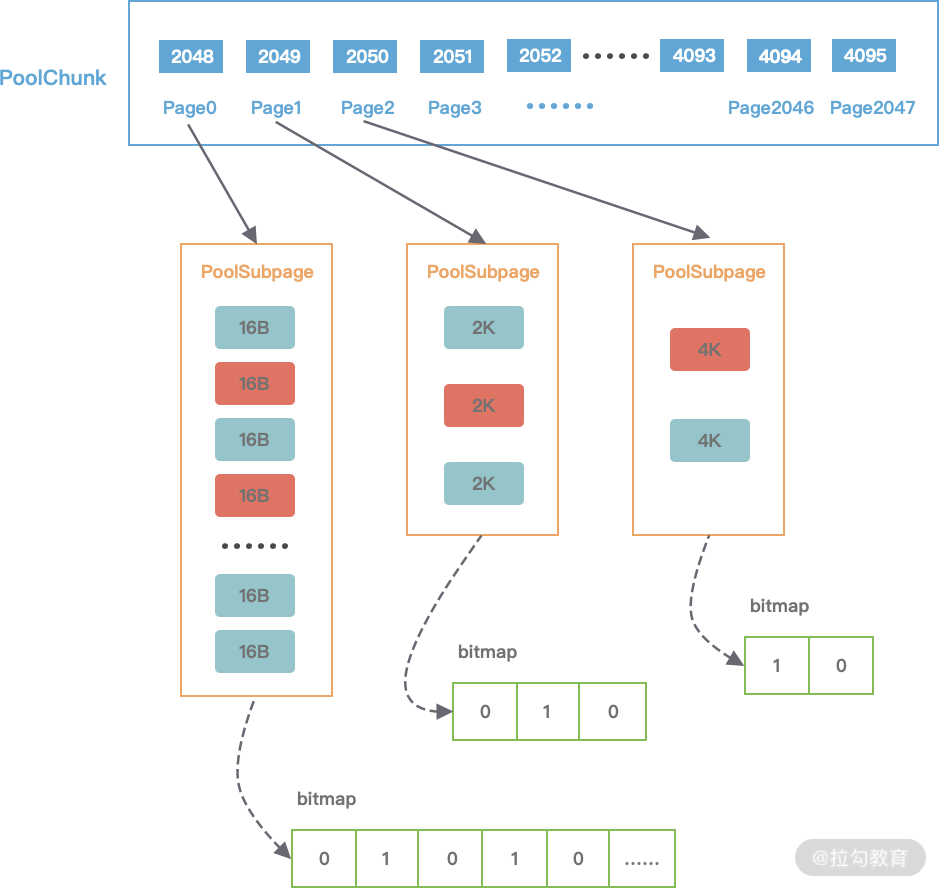 2048 2049 2050 2051 2052 ...... 4093 4094 4095
PoolChunk
Page0 Page1 Page2 Page3 ...... Page2046 Page2047
PoolSubpage
16B
16B
16B
16B
......
16B
16B
PoolSubpage
2K
2K
2K
PoolSubpage
4K
4K
bitmap
1 0
bitmap
0 1 0
bitmap
0 1 0 1 0 ......
@拉勾教育